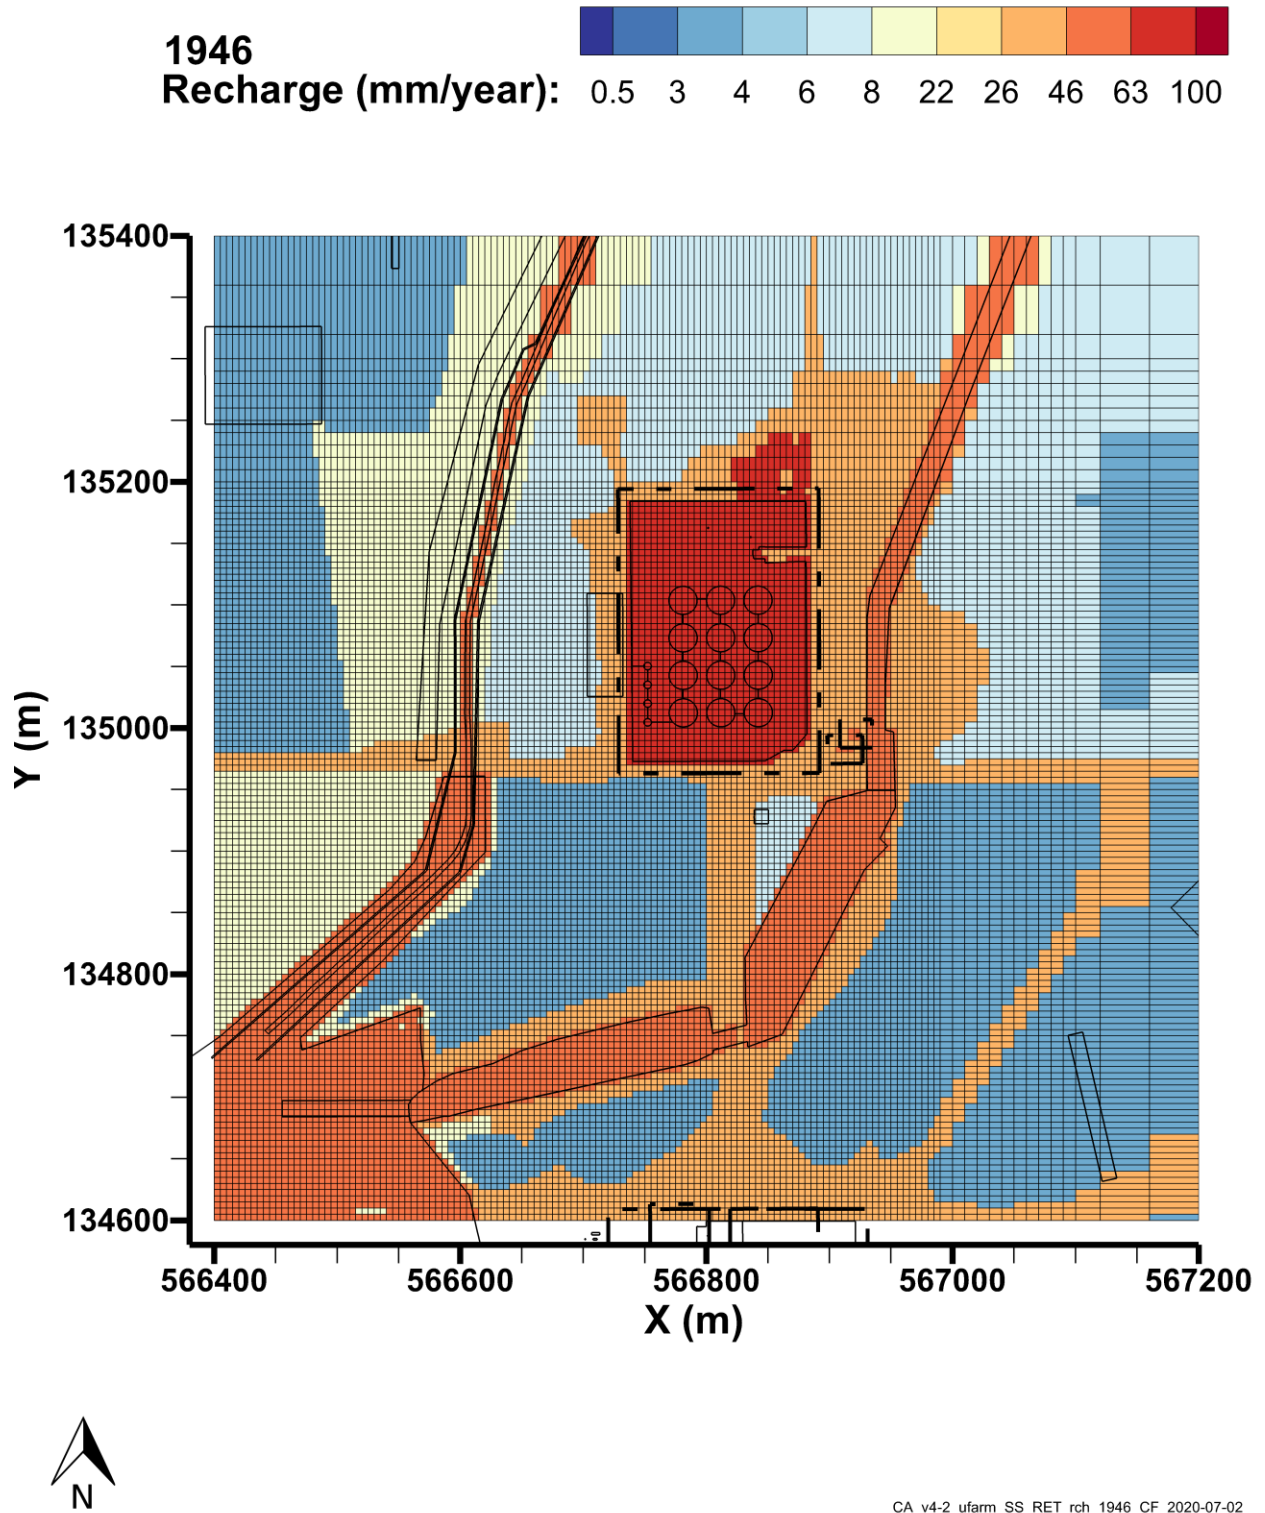 1946
Recharge (mm/year):
0.5 3 4 6 8 22 26 46 63 100
135400
135200
135000
134800
134600
Y (m)
566400 566600 566800 567000 567200
X (m)
N
CA v4-2 ufarm SS RET rch 1946 CF 2020-07-02